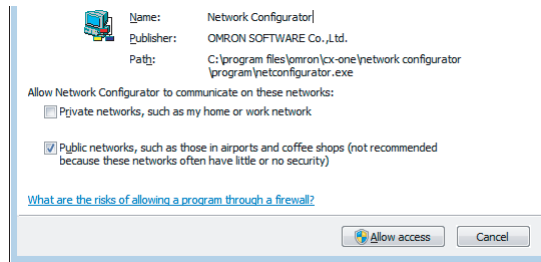 Name: Network Configurator
Publisher: OMRON SOFTWARE Co.,Ltd.
Path: C:\program files\omron\cx-one\network configurator
\program\netconfigurator.exe
Allow Network Configurator to communicate on these networks:
Private networks, such as my home or work network
Public networks, such as those in airports and coffee shops (not recommended
because these networks often have little or no security)
What are the risks of allowing a program through a firewall?
Allow access Cancel